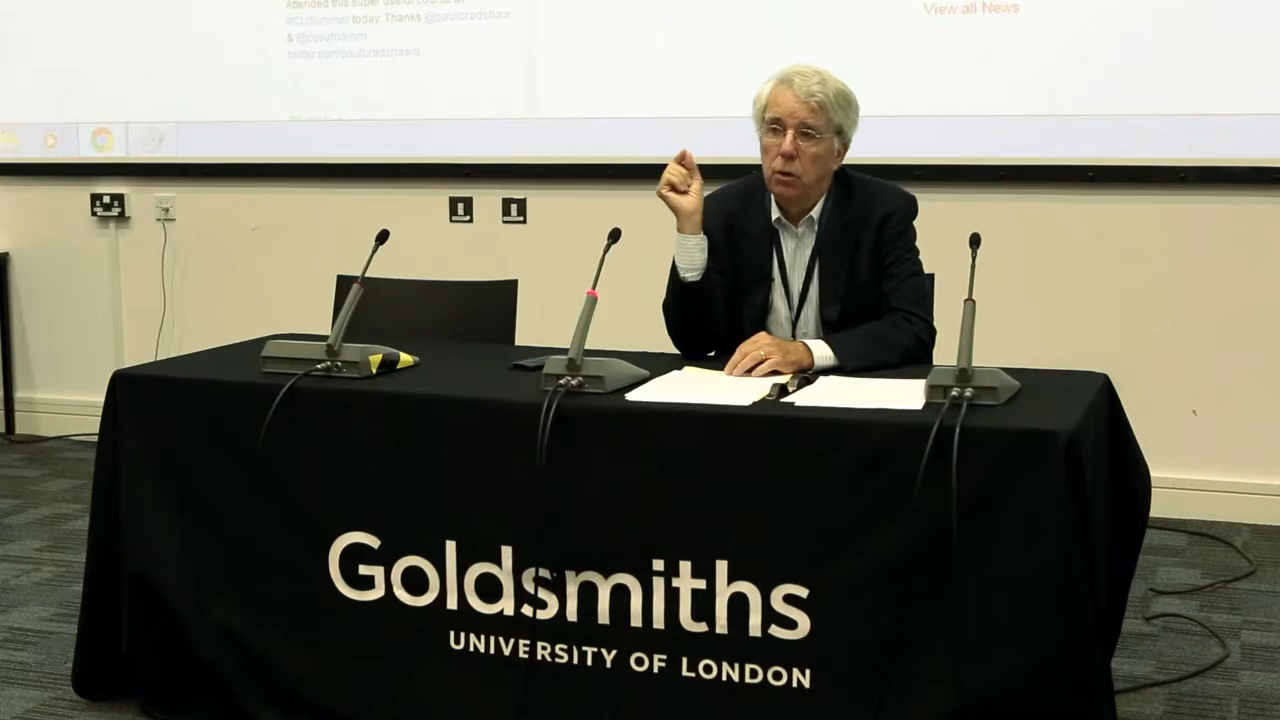 Attended this super useful course at
#CIJSummer today. Thanks @paulbradshaw
& @cijournalism
twitter.com/paulbradshaw/s
View all News
Goldsmiths
UNIVERSITY OF LONDON